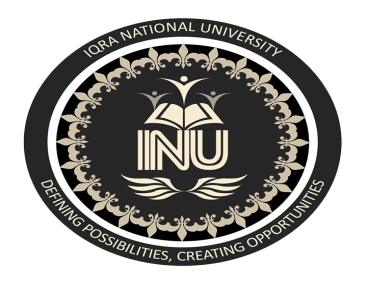 IQRA NATIONAL UNIVERSITY
INU
DEFINING POSSIBILITIES, CREATING OPPORTUNITIES